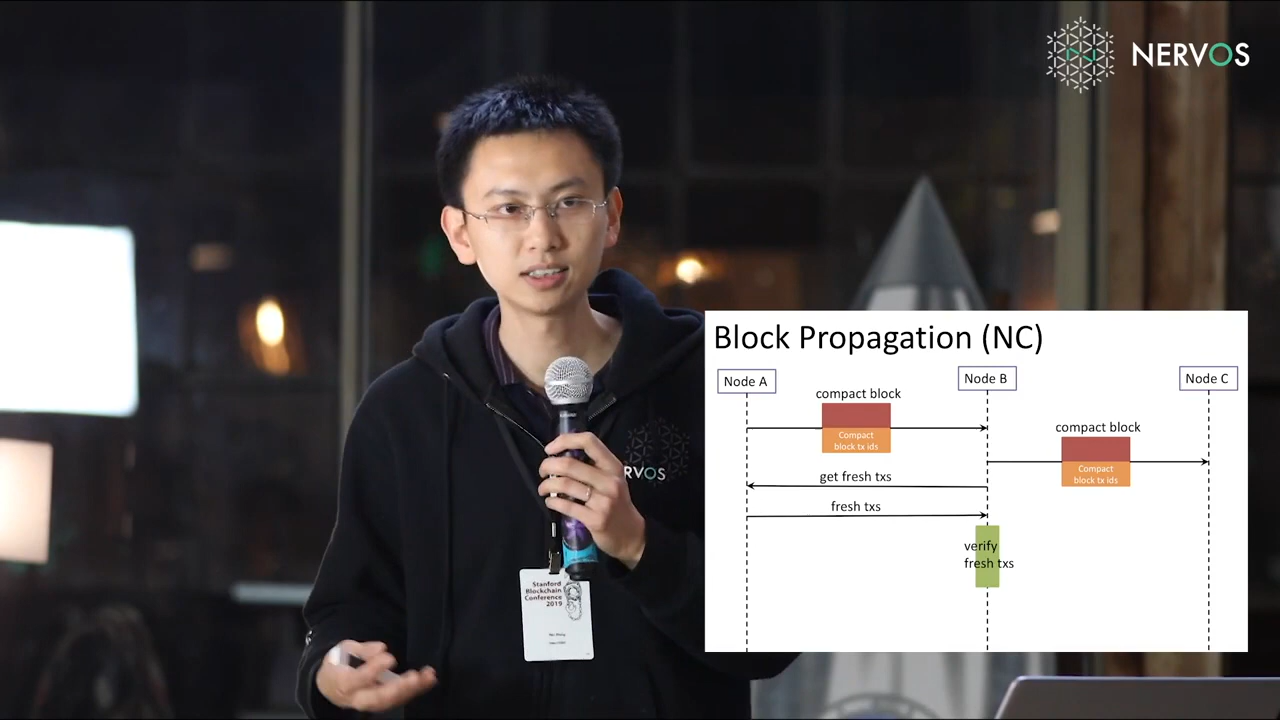 NERVOS
Block Propagation (NC)
Node A
Node B
Node C
compact block
Compact
block tx ids
compact block
Compact
block tx ids
get fresh txs
fresh txs
verify
fresh txs
RVOS
Stanford
Blockchain
Conference
2019